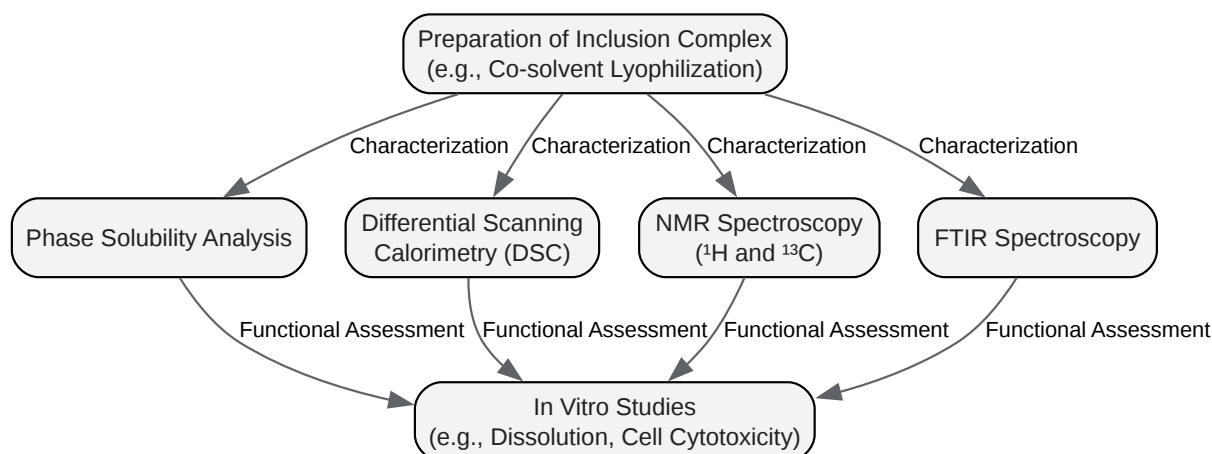 Preparation of Inclusion Complex
(e.g., Co-solvent Lyophilization)
Characterization
Characterization
Characterization
Characterization
Phase Solubility Analysis
Differential Scanning
Calorimetry (DSC)
NMR Spectroscopy
(¹H and ¹³C)
FTIR Spectroscopy
Functional Assessment
Functional Assessment
Functional Assessment
Functional Assessment
In Vitro Studies
(e.g., Dissolution, Cell Cytotoxicity)